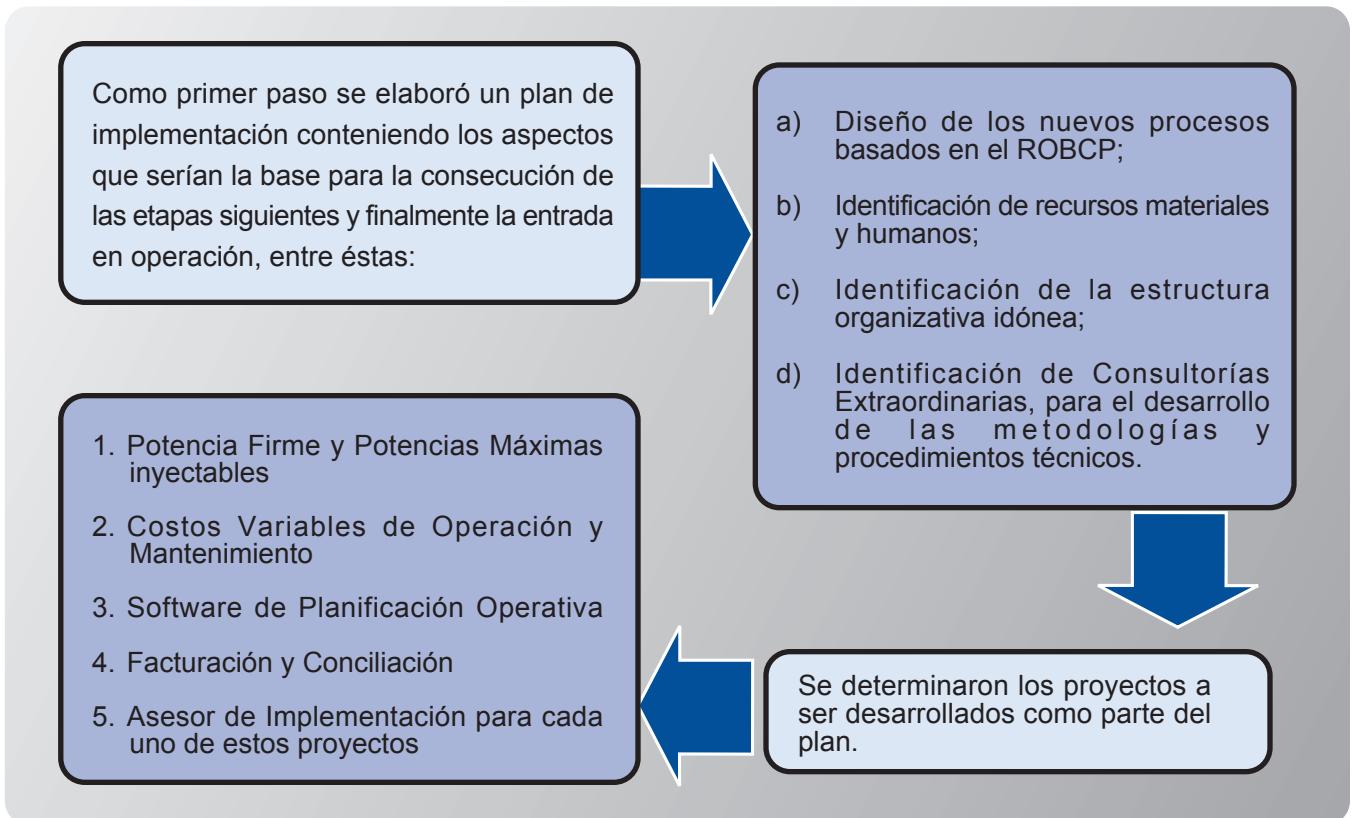 Como primer paso se elaboró un plan de
implementación conteniendo los aspectos
que serían la base para la consecución de
las etapas siguientes y finalmente la entrada
en operación, entre éstas:
a) Diseño de los nuevos procesos
basados en el ROBCP;
b) Identificación de recursos materiales
y humanos;
c) Identificación de la estructura
organizativa idónea;
d) Identificación de Consultorías
Extraordinarias, para el desarrollo
de las metodologías y
procedimientos técnicos.
Se determinaron los proyectos a
ser desarrollados como parte del
plan.
1. Potencia Firme y Potencias Máximas
inyectables
2. Costos Variables de Operación y
Mantenimiento
3. Software de Planificación Operativa
4. Facturación y Conciliación
5. Asesor de Implementación para cada
uno de estos proyectos